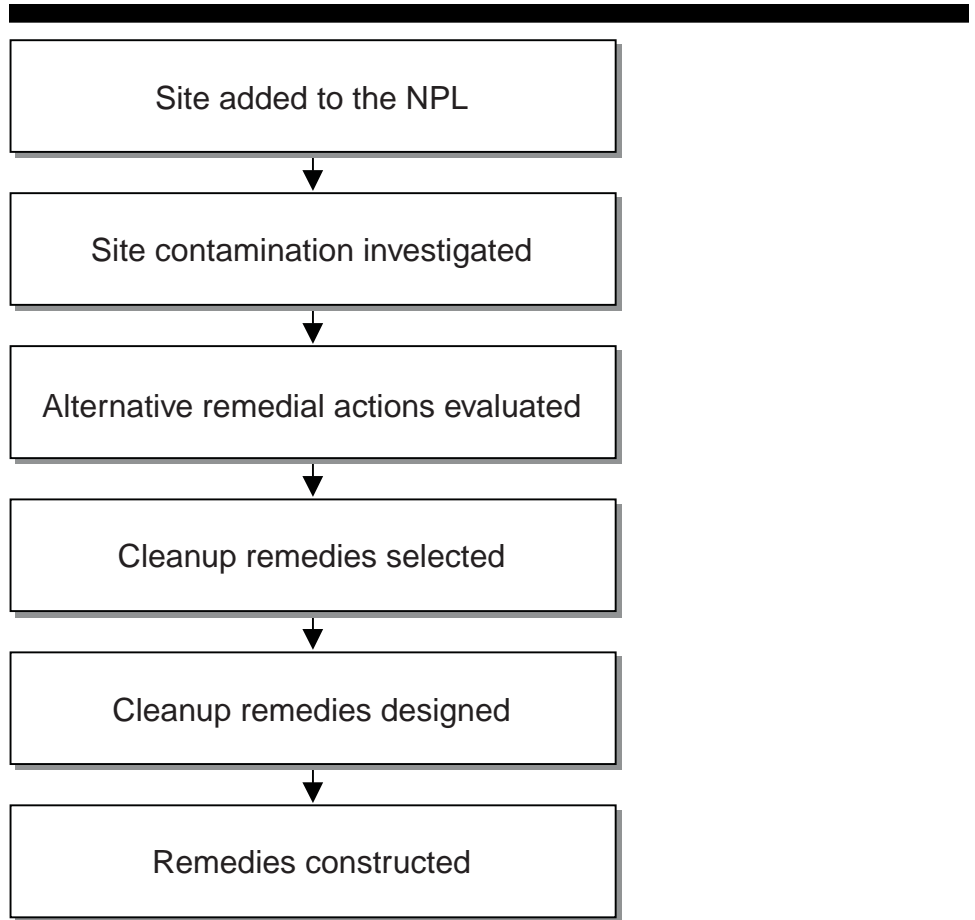 Site added to the NPL
Site contamination investigated
Alternative remedial actions evaluated
Cleanup remedies selected
Cleanup remedies designed
Remedies constructed